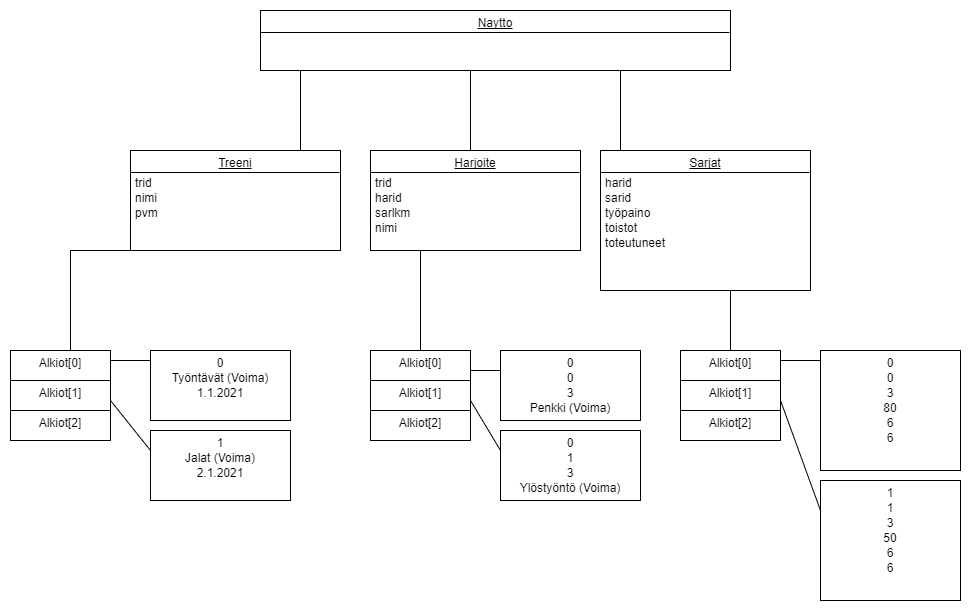 Naytto
Treeni
trid
nimi
pvm
Harjoite
trid
harid
sarlkm
nimi
Sarjat
harid
sarid
työpaino
toistot
toteutuneet
Alkiot[0]
Alkiot[1]
Alkiot[2]
0
Työntävät (Voima)
1.1.2021
1
Jalat (Voima)
2.1.2021
Alkiot[0]
Alkiot[1]
Alkiot[2]
0
0
3
Penkki (Voima)
0
1
3
Ylöstyöntö (Voima)
Alkiot[0]
Alkiot[1]
Alkiot[2]
0
0
3
80
6
6
1
1
3
50
6
6